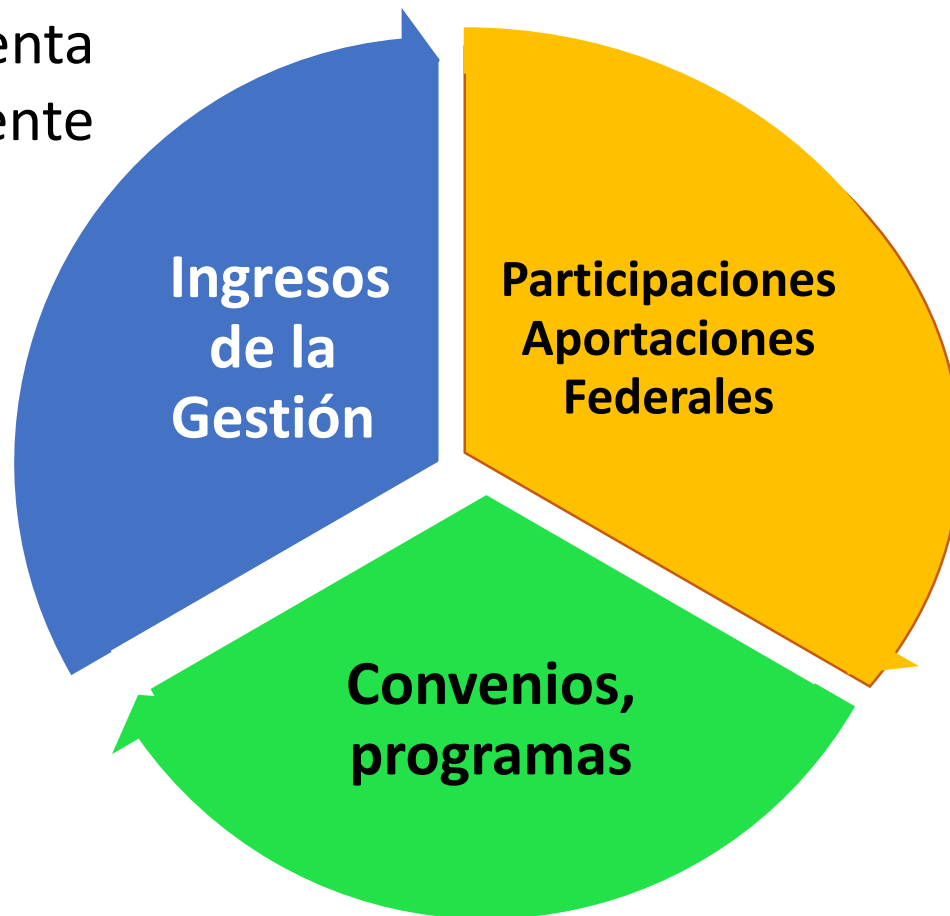 enta
ente
Ingresos
de la
Gestión
Participaciones
Aportaciones
Federales
Convenios,
programas